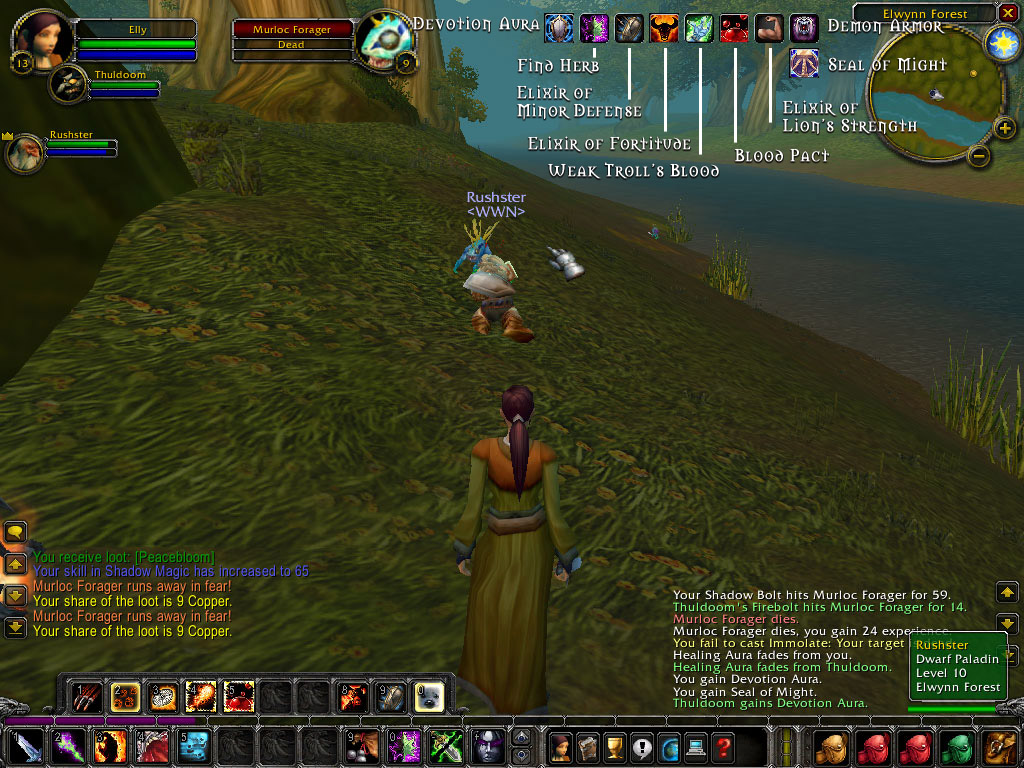 Elly
13
Thuldoom
Rushster
Murloc Forager
Dead
9
Devotion Aura
Demon Armor
Elwynn Forest
Find Herb
Seal of Might
Elixir of
Minor Defense
Elixir of
Lion's Strength
Elixir of Fortitude
Blood Pact
Weak Troll's Blood
Rushster
<WWN>
You receive loot: [Peacebloom]
Your skill in Shadow Magic has increased to 65
Murloc Forager runs away in fear!
Your share of the loot is 9 Copper.
Murloc Forager runs away in fear!
Your share of the loot is 9 Copper.
Your Shadow Bolt hits Murloc Forager for 59.
Thuldoom's Firebolt hits Murloc Forager for 14.
Murloc Forager dies.
Murloc Forager dies, you gain 24 experience.
You fail to cast Immolate: Your target
Healing Aura fades from you.
Healing Aura fades from Thuldoom.
You gain Devotion Aura.
You gain Seal of Might.
Thuldoom gains Devotion Aura.
Rushster
Dwarf Paladin
Level 10
Elwynn Forest
1 2 3 4 5 8 9